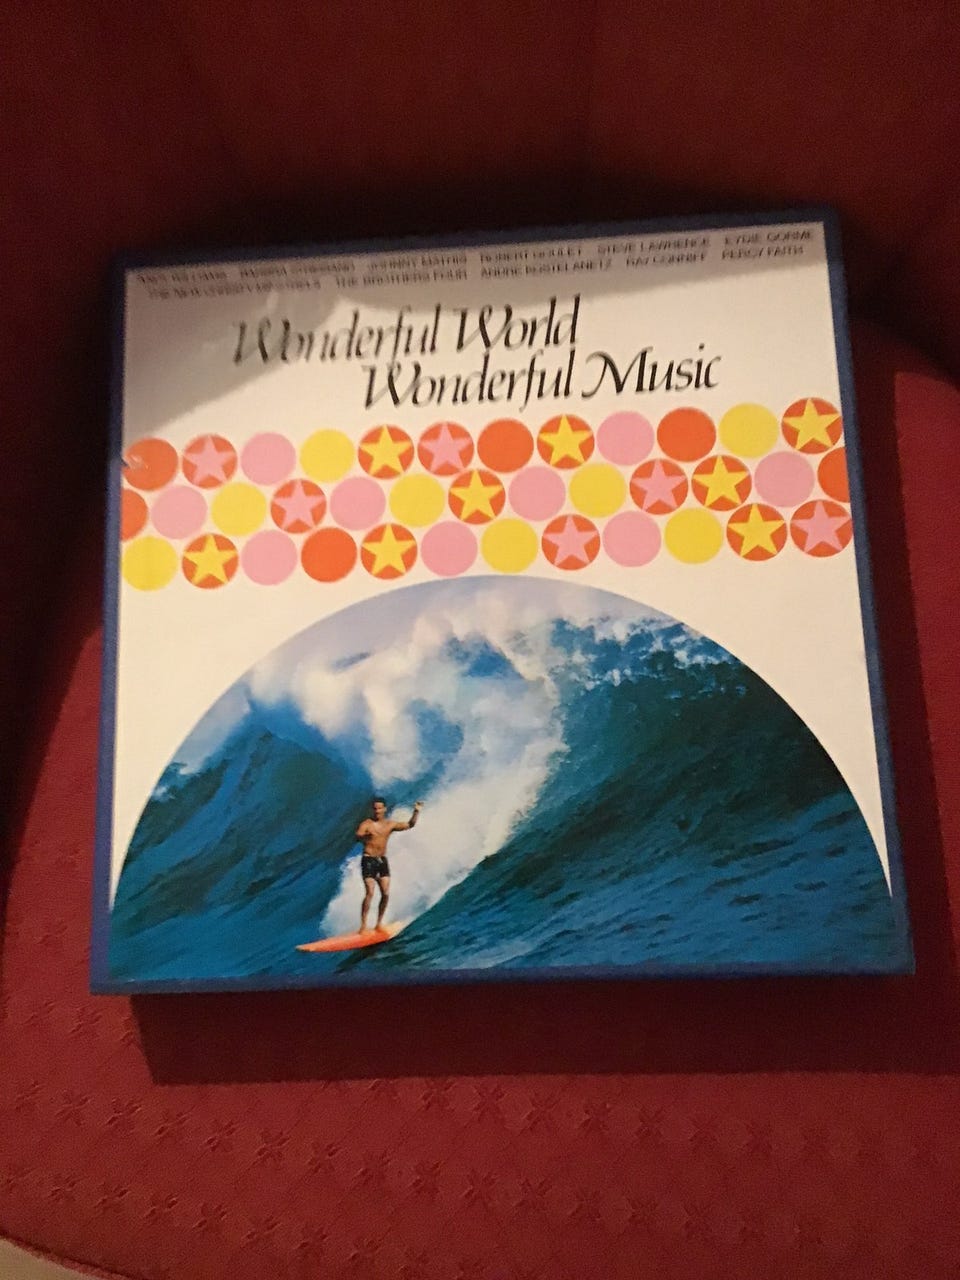 ANDY WILLIAMS BARBRA STREISAND JOHNNY MATHIS ROBERT GOULET STEVE LAWRENCE EYDIE GORME
THE NEW CHRISTY MINSTRELS THE BROTHERS FOUR ANDRE KOSTELANETZ RAY CONNIFF PERCY FAITH
Wonderful World
Wonderful Music